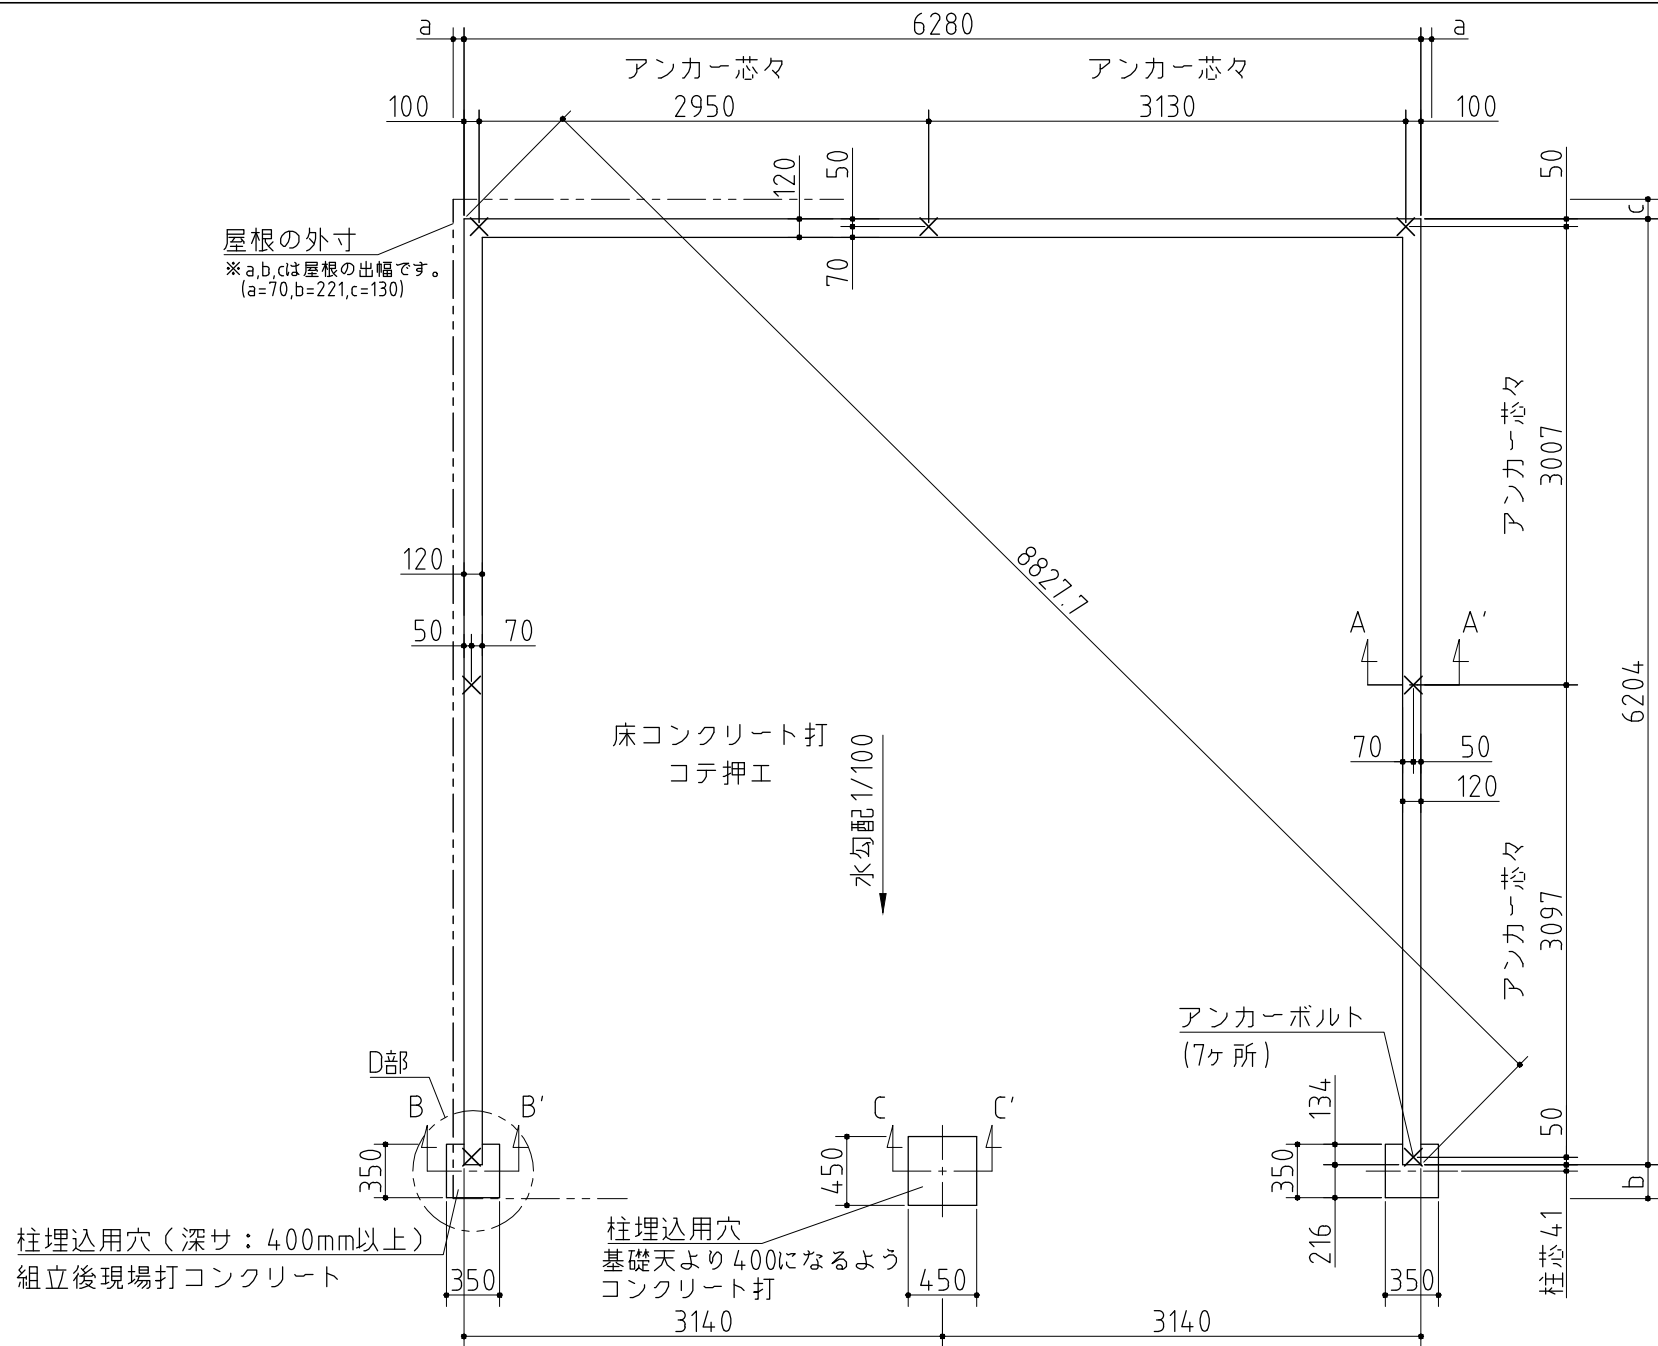 a
6280
a
アンカー芯々
アンカー芯々
100
2950
3130
100
120
50
50
c
屋根の外寸
※a,b,cは屋根の出幅です。
(a=70,b=221,c=130)
70
アンカー芯々
3007
8827.7
120
50
70
A
A'
6204
床コンクリート打
コテ押エ
水勾配1/100
70
50
120
アンカー芯々
3097
アンカーボルト
(7ヶ所)
D部
B
B'
C
C'
134
50
350
450
350
b
柱埋込用穴(深サ:400mm以上)
組立後現場打コンクリート
柱埋込用穴
基礎天より400になるよう
コンクリート打
216
柱芯41
350
450
350
3140
3140